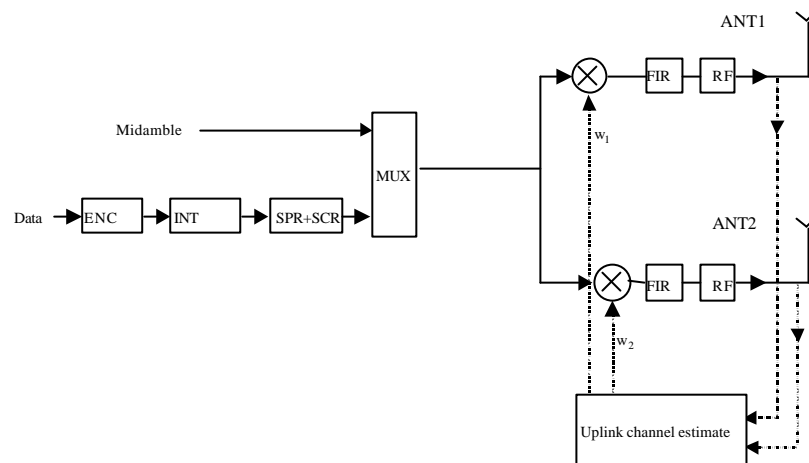 ANT1
FIR
RF
Midamble
w1
MUX
Data
ENC
INT
SPR+SCR
ANT2
FIR
RF
w2
Uplink channel estimate